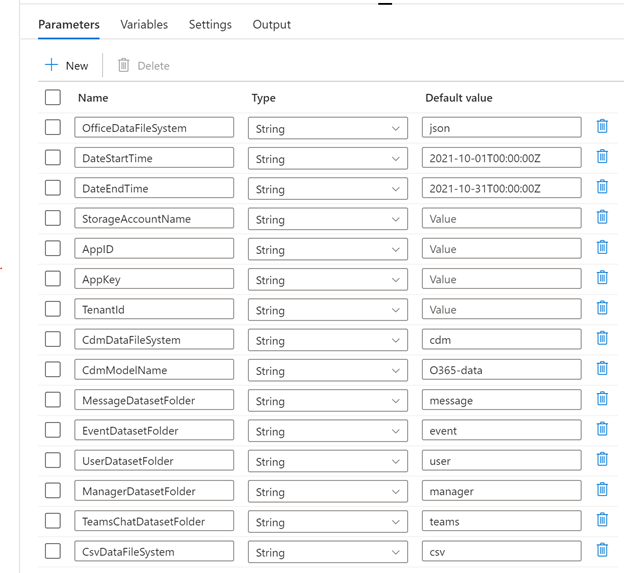 Parameters Variables Settings Output
New Delete
Name Type Default value
OfficeDataFileSystem String json
DateStartTime String 2021-10-01T00:00:00Z
DateEndTime String 2021-10-31T00:00:00Z
StorageAccountName String Value
AppID String Value
AppKey String Value
TenantId String Value
CdmDataFileSystem String cdm
CdmModelName String O365-data
MessageDatasetFolder String message
EventDatasetFolder String event
UserDatasetFolder String user
ManagerDatasetFolder String manager
TeamsChatDatasetFolder String teams
CsvDataFileSystem String csv